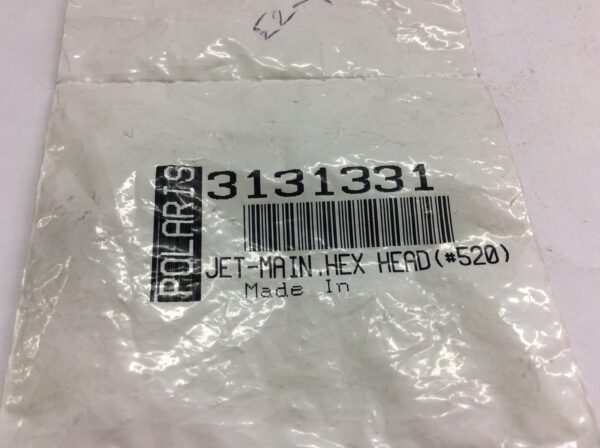 POLARIS
3131331
JET-MAIN,HEX HEAD(#520)
Made In